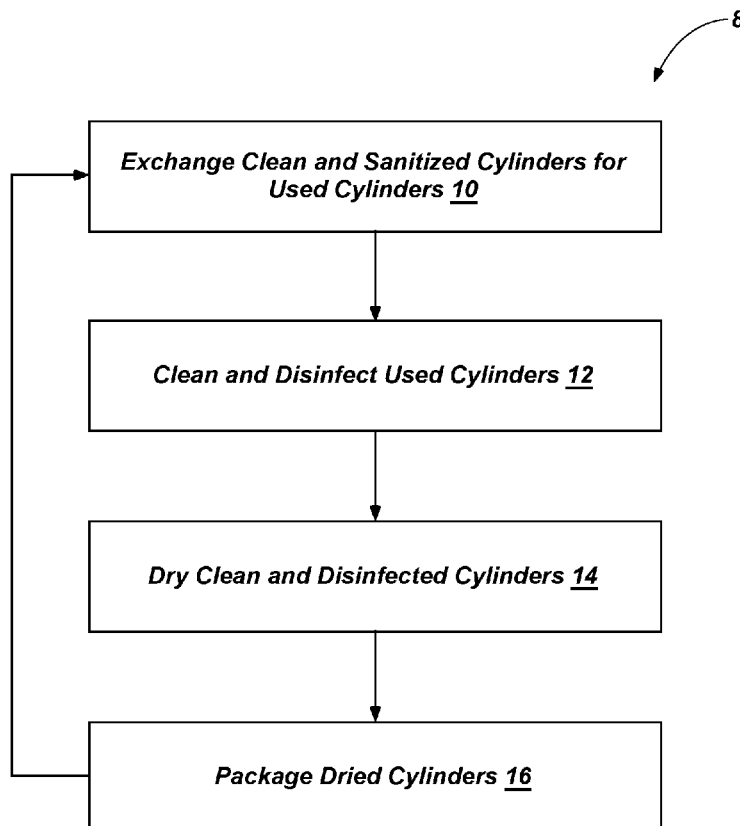 8
Exchange Clean and Sanitized Cylinders for
Used Cylinders 10
Clean and Disinfect Used Cylinders 12
Dry Clean and Disinfected Cylinders 14
Package Dried Cylinders 16